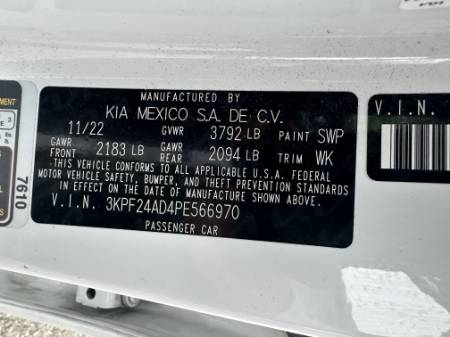 MANUFACTURED BY
KIA MEXICO S.A. DE C.V.
11/22 GVWR 3792 LB PAINT SWP
GAWR FRONT 2183 LB GAWR REAR 2094 LB TRIM WK
THIS VEHICLE CONFORMS TO ALL APPLICABLE U.S.A. FEDERAL
MOTOR VEHICLE SAFETY, BUMPER, AND THEFT PREVENTION STANDARDS
IN EFFECT ON THE DATE OF MANUFACTURE SHOWN ABOVE
V.I.N. 3KPF24AD4PE566970
PASSENGER CAR
7610
V.I.N.